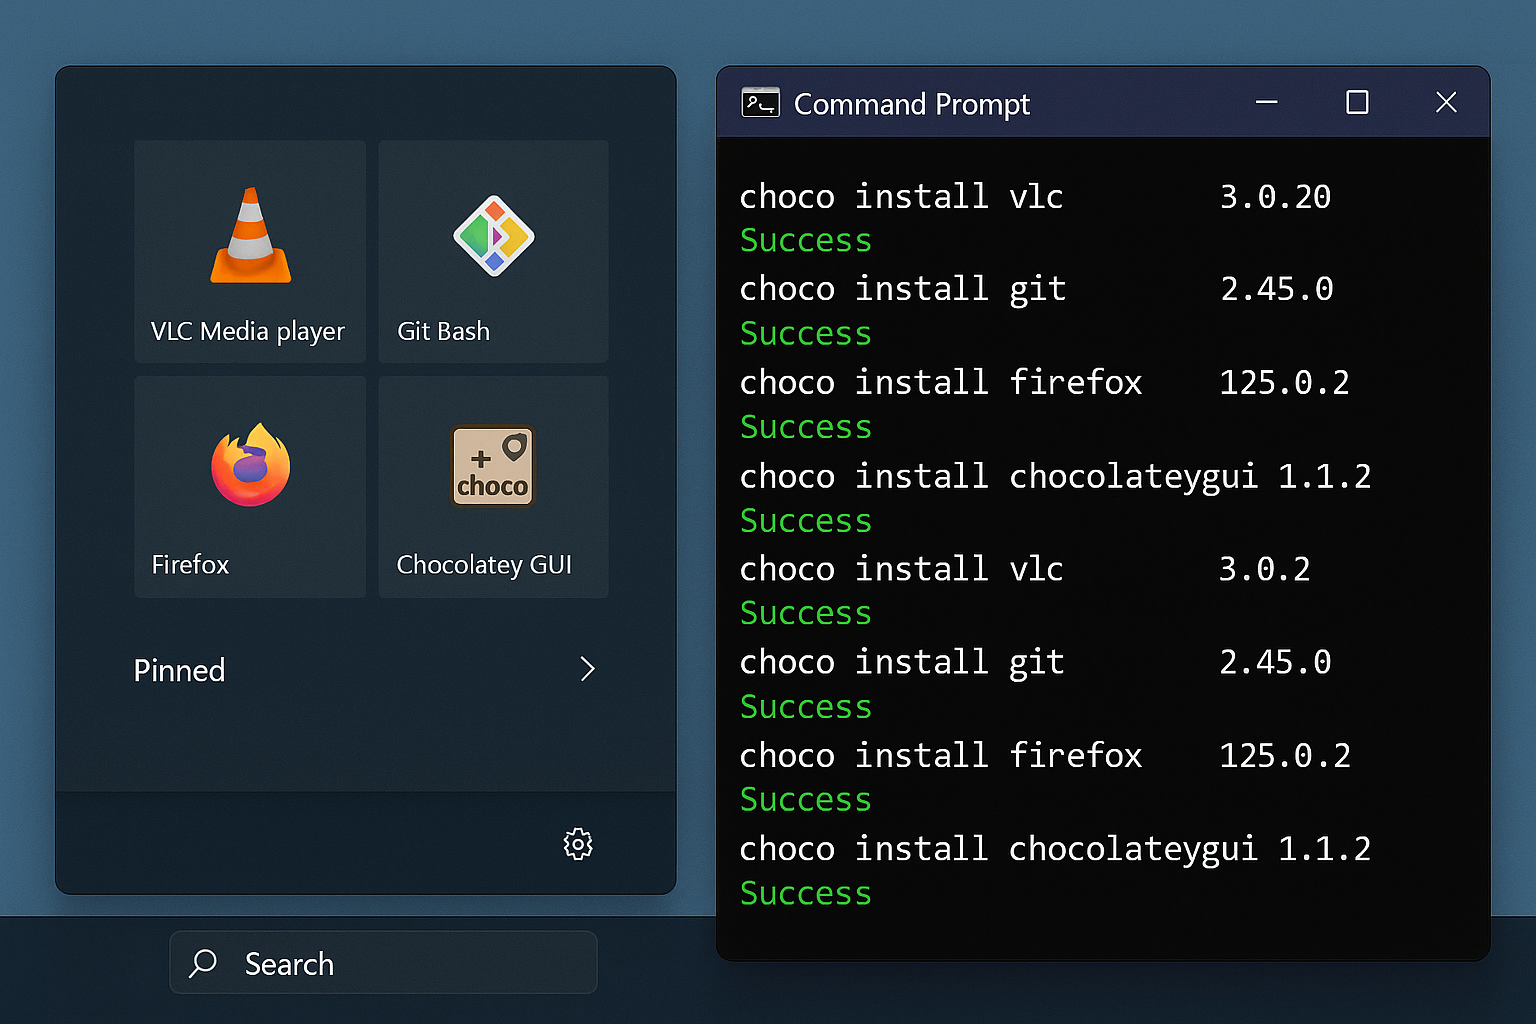 VLC Media player
Git Bash
choco
Firefox
Chocolatey GUI
Pinned
Search
Command Prompt
choco install vlc 3.0.20
Success
choco install git 2.45.0
Success
choco install firefox 125.0.2
Success
choco install chocolateygui 1.1.2
Success
choco install vlc 3.0.2
Success
choco install git 2.45.0
Success
choco install firefox 125.0.2
Success
choco install chocolateygui 1.1.2
Success